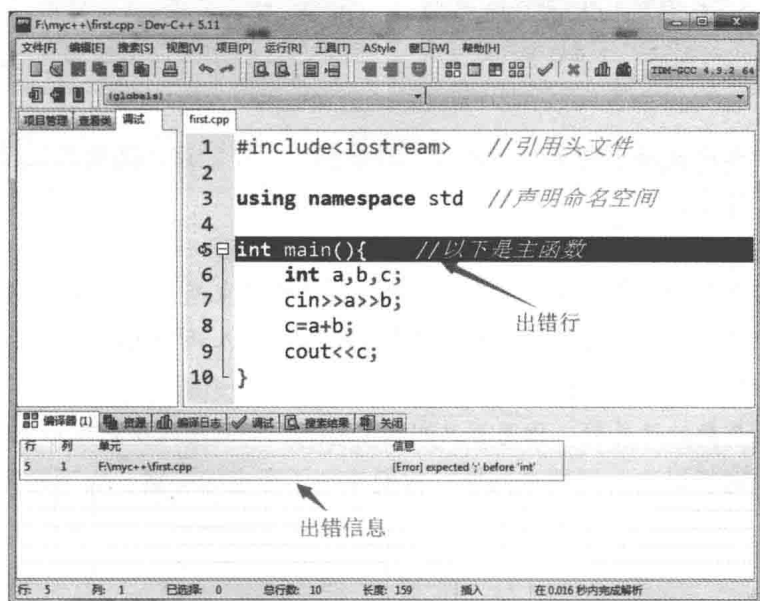 F:\myc++\first.cpp - Dev-C++ 5.11
文件[F] 编辑[E] 搜索[S] 视图[V] 项目[P] 运行[R] 工具[T] AStyle 窗口[W] 帮助[H]
TDM-GCC 4.9.2 64
(globals)
项目管理 查看类 调试 first.cpp
1 #include<iostream> //引用头文件
2
3 using namespace std //声明命名空间
4
5 int main(){ //以下是主函数
6 int a,b,c;
7 cin>>a>>b;
8 c=a+b;
9 cout<<c;
10 }
出错行
编译器 (1) 资源 编译日志 调试 搜索结果 关闭
行 列 单元 信息
5 1 F:\myc++\first.cpp [Error] expected ';' before 'int'
出错信息
行: 5 列: 1 已选择: 0 总行数: 10 长度: 159 插入 在 0.016 秒内完成解析